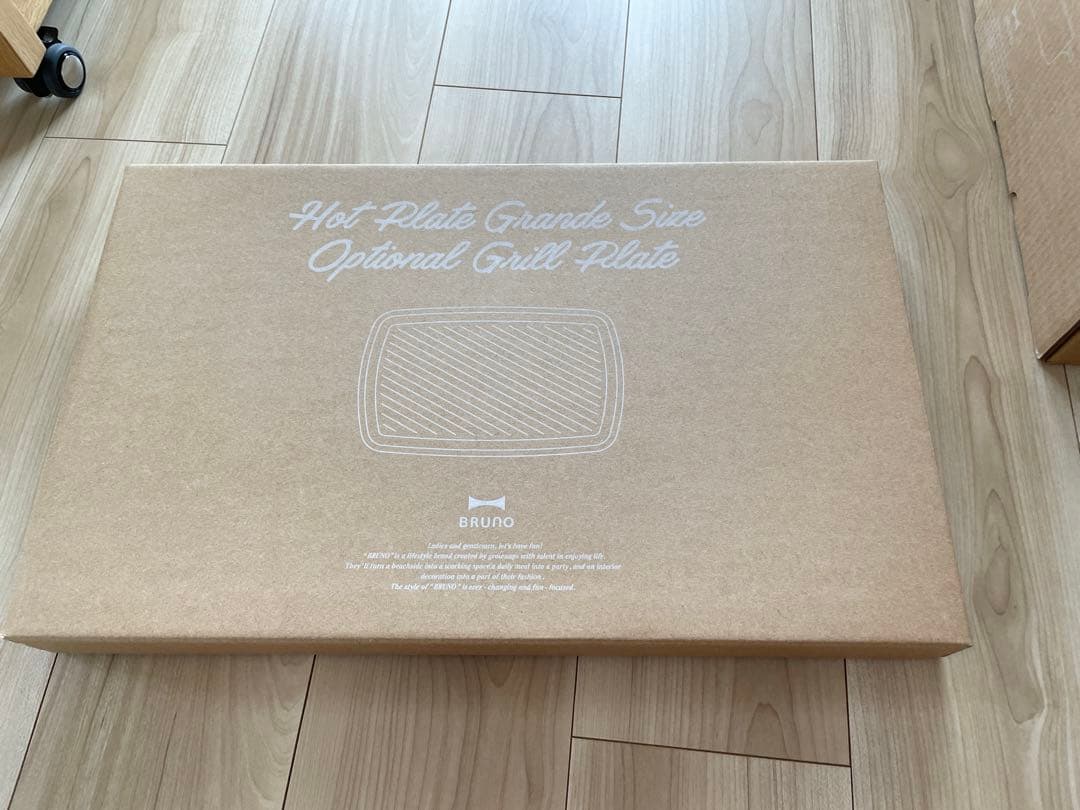 Hot Plate Grande Size
Optional Grill Plate
BRUNO
Ladies and gentlemen, let's have fun!
"BRUNO" is a lifestyle brand created by grownups with talent in enjoying life.
They'll turn a beachside into a working space'a daily meal into a party, and an interior
decoration into a part of their fashion.
The style of "BRUNO" is ever - changing and fun - focused.